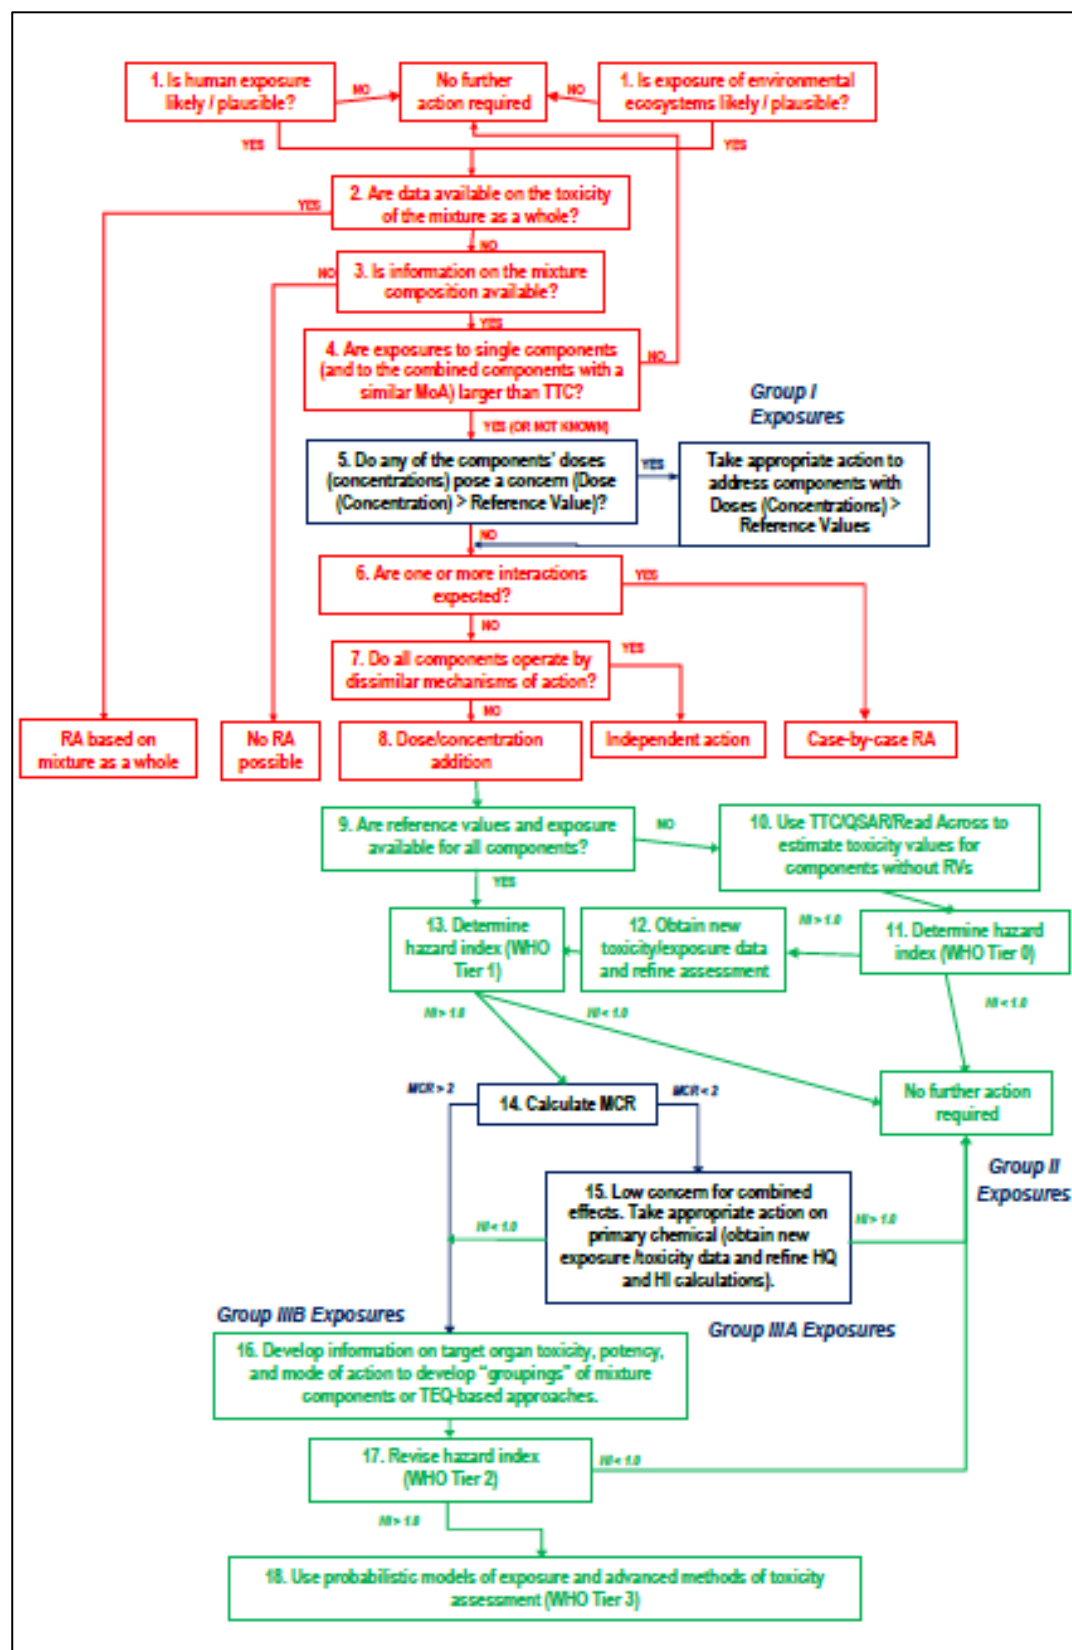 1. Is human exposure
likely / plausible?
NO
No further
action required
NO
1. Is exposure of environmental
ecosystems likely / plausible?
YES
YES
2. Are data available on the toxicity
of the mixture as a whole?
YES
NO
3. Is information on the mixture
composition available?
NO
YES
4. Are exposures to single components
(and to the combined components with a
similar MoA) larger than TTC?
NO
YES (OR NOT KNOWN)
Group I
Exposures
5. Do any of the components' doses
(concentrations) pose a concern (Dose
(Concentration) > Reference Value)?
YES
Take appropriate action to
address components with
Doses (Concentrations) >
Reference Values
NO
6. Are one or more interactions
expected?
YES
NO
7. Do all components operate by
dissimilar mechanisms of action?
YES
NO
RA based on
mixture as a whole
No RA
possible
8. Dose/concentration
addition
Independent action
Case-by-case RA
9. Are reference values and exposure
available for all components?
NO
10. Use TTC/QSAR/Read Across to
estimate toxicity values for
components without RVs
YES
13. Determine
hazard index (WHO
Tier 1)
12. Obtain new
toxicity/exposure data
and refine assessment
HI > 1.0
11. Determine hazard
index (WHO Tier 0)
HI > 1.0
HI < 1.0
HI < 1.0
MCR > 2
14. Calculate MCR
MCR < 2
No further action
required
Group II
Exposures
15. Low concern for combined
effects. Take appropriate action on
primary chemical (obtain new
exposure /toxicity data and refine HQ
and HI calculations).
HI < 1.0
HI > 1.0
Group IIIB Exposures
Group IIIA Exposures
16. Develop information on target organ toxicity, potency,
and mode of action to develop "groupings" of mixture
components or TEQ-based approaches.
17. Revise hazard index
(WHO Tier 2)
HI < 1.0
HI > 1.0
18. Use probabilistic models of exposure and advanced methods of toxicity
assessment (WHO Tier 3)